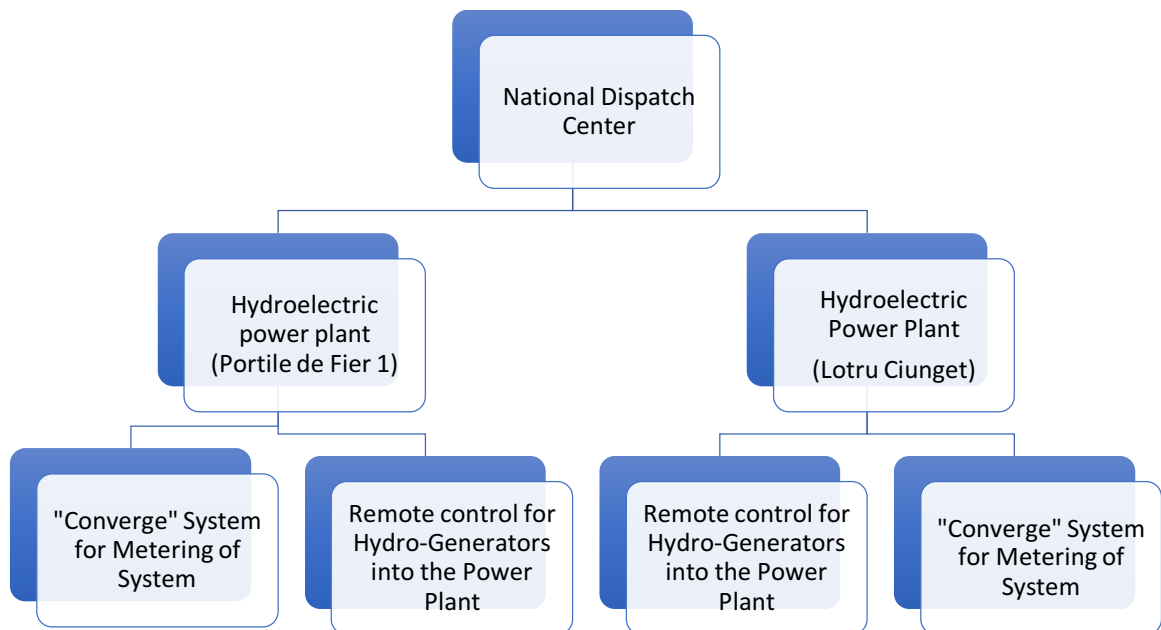 National Dispatch
Center
Hydroelectric
power plant
(Portile de Fier 1)
Hydroelectric
Power Plant
(Lotru Ciunget)
"Converge" System
for Metering of
System
Remote control for
Hydro-Generators
into the Power
Plant
Remote control for
Hydro-Generators
into the Power
Plant
"Converge" System
for Metering of
System